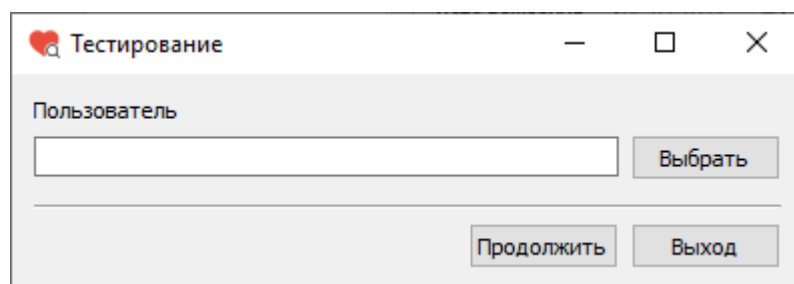 Тестирование
Пользователь
Выбрать
Продолжить Выход